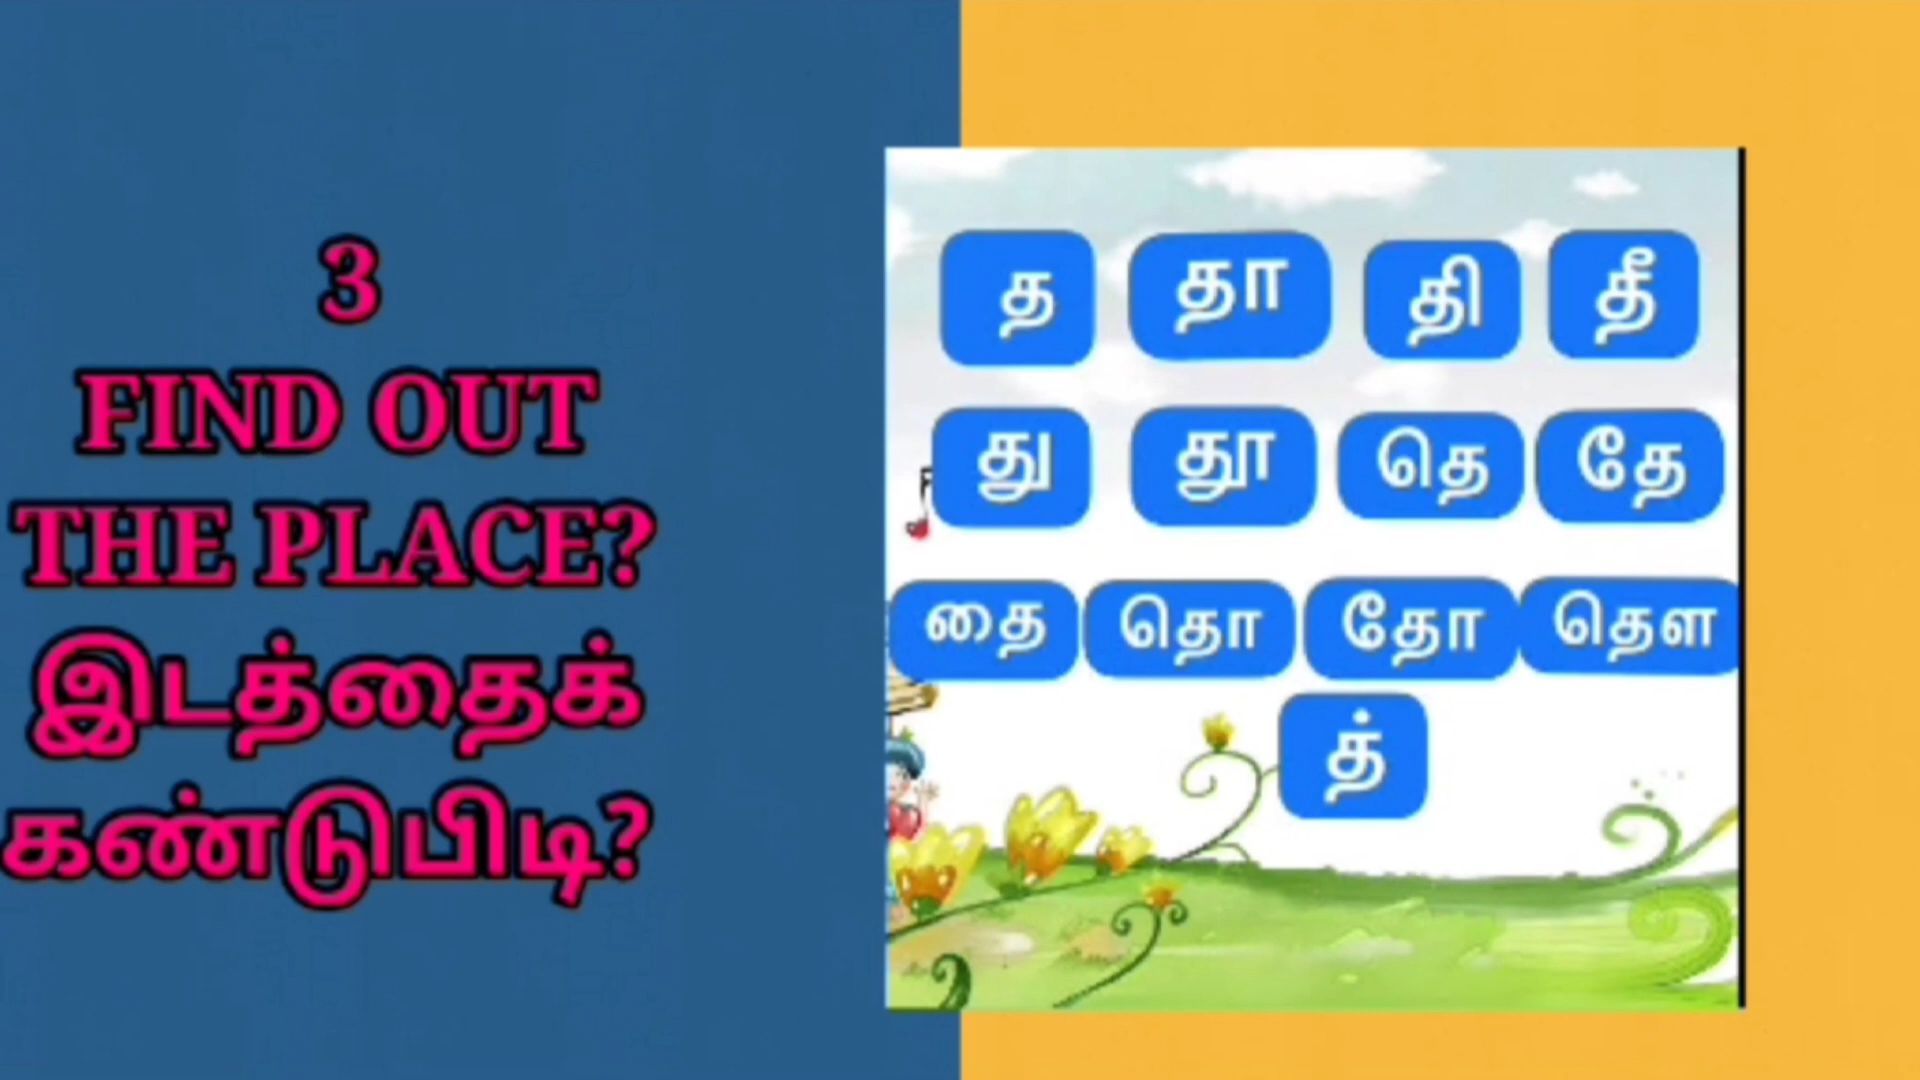 3
FIND OUT
THE PLACE?
இடத்தைக்
கண்டுபிடி?
த தா தி தீ
து தூ தெ தே
தை தொ தோ தௌ
த்